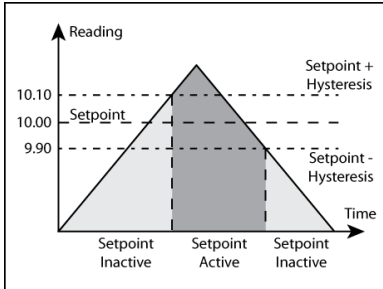 Reading
Setpoint +
Hysteresis
10.10
Setpoint
10.00
9.90
Setpoint -
Hysteresis
Time
Setpoint
Inactive
Setpoint
Active
Setpoint
Inactive